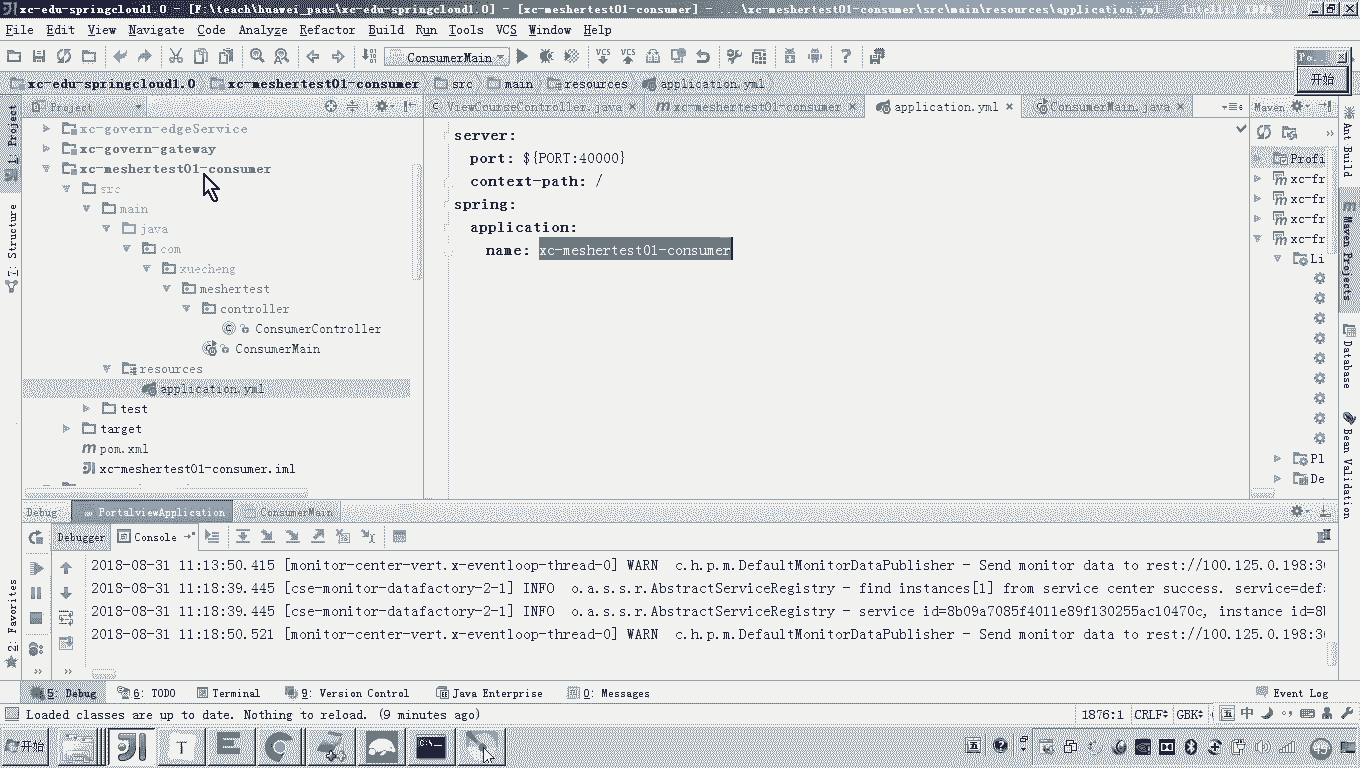 xc-edu-springcloud1.0 - [F:\teach\huawei_paas\xc-edu-springcloud1.0] - [xc-meshertest01-consumer] - ...\xc-meshertest01-consumer\src\main\resources\application.yml - IntelliJ IDEA
File Edit View Navigate Code Analyze Refactor Build Run Tools VCS Window Help
ConsumerMain
VCS VCS
Po...
开始
xc-edu-springcloud1.0 xc-meshertest01-consumer src main resources application.yml
Project
ViewCourseController.java xc-meshertest01-consumer application.yml ConsumerMain.java
Maven
1: Project
Z: Structure
2: Favorites
xc-govern-edgeService
xc-govern-gateway
xc-meshertest01-consumer
src
main
java
com
xuecheng
meshertest
controller
ConsumerController
ConsumerMain
resources
application.yml
test
target
pom.xml
xc-meshertest01-consumer.iml
server:
port: ${PORT:40000}
context-path: /
spring:
application:
name: xc-meshertest01-consumer
Profi
xc-fr
xc-fr
xc-fr
xc-fr
Li
Pl
De
Ant Build
Maven Projects
Database
Bean Validation
Debug PortalviewApplication ConsumerMain
Debugger Console
2018-08-31 11:13:50.415 [monitor-center-vert.x-eventloop-thread-0] WARN c.h.p.m.DefaultMonitorDataPublisher - Send monitor data to rest://100.125.0.198:3
2018-08-31 11:18:39.445 [cse-monitor-datafactory-2-1] INFO o.a.s.s.r.AbstractServiceRegistry - find instances[1] from service center success. service=def
2018-08-31 11:18:39.445 [cse-monitor-datafactory-2-1] INFO o.a.s.s.r.AbstractServiceRegistry - service id=8b09a7085f4011e89f130255ac10470c, instance id=8
2018-08-31 11:18:50.521 [monitor-center-vert.x-eventloop-thread-0] WARN c.h.p.m.DefaultMonitorDataPublisher - Send monitor data to rest://100.125.0.198:3
5: Debug 6: TODO Terminal 9: Version Control Java Enterprise 0: Messages Event Log
Loaded classes are up to date. Nothing to reload. (9 minutes ago) 1876:1 CRLF GBK 五 中
开始 五 45